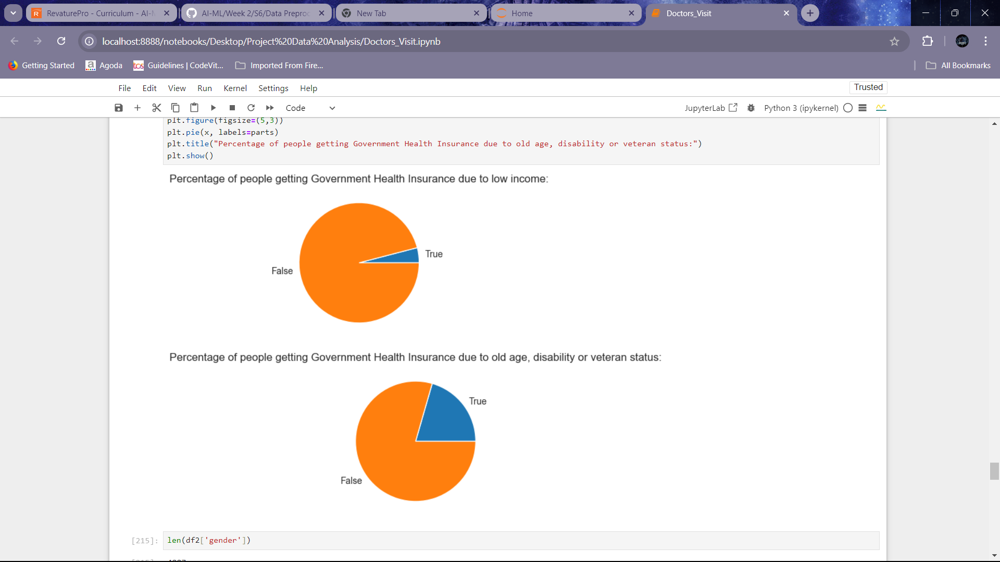 RevaturePro - Curriculum - AI-M
AI-ML/Week 2/S6/Data Preproc
New Tab
Home
Doctors_Visit
localhost:8888/notebooks/Desktop/Project%20Data%20Analysis/Doctors_Visit.ipynb
Getting Started
Agoda
Guidelines | CodeVit...
Imported From Fire...
All Bookmarks
File Edit View Run Kernel Settings Help
Trusted
Code
JupyterLab
Python 3 (ipykernel)
plt.figure(figsize=(5,3))
plt.pie(x, labels=parts)
plt.title("Percentage of people getting Government Health Insurance due to old age, disability or veteran status:")
plt.show()
Percentage of people getting Government Health Insurance due to low income:
True
False
Percentage of people getting Government Health Insurance due to old age, disability or veteran status:
True
False
[215]:
len(df2['gender'])